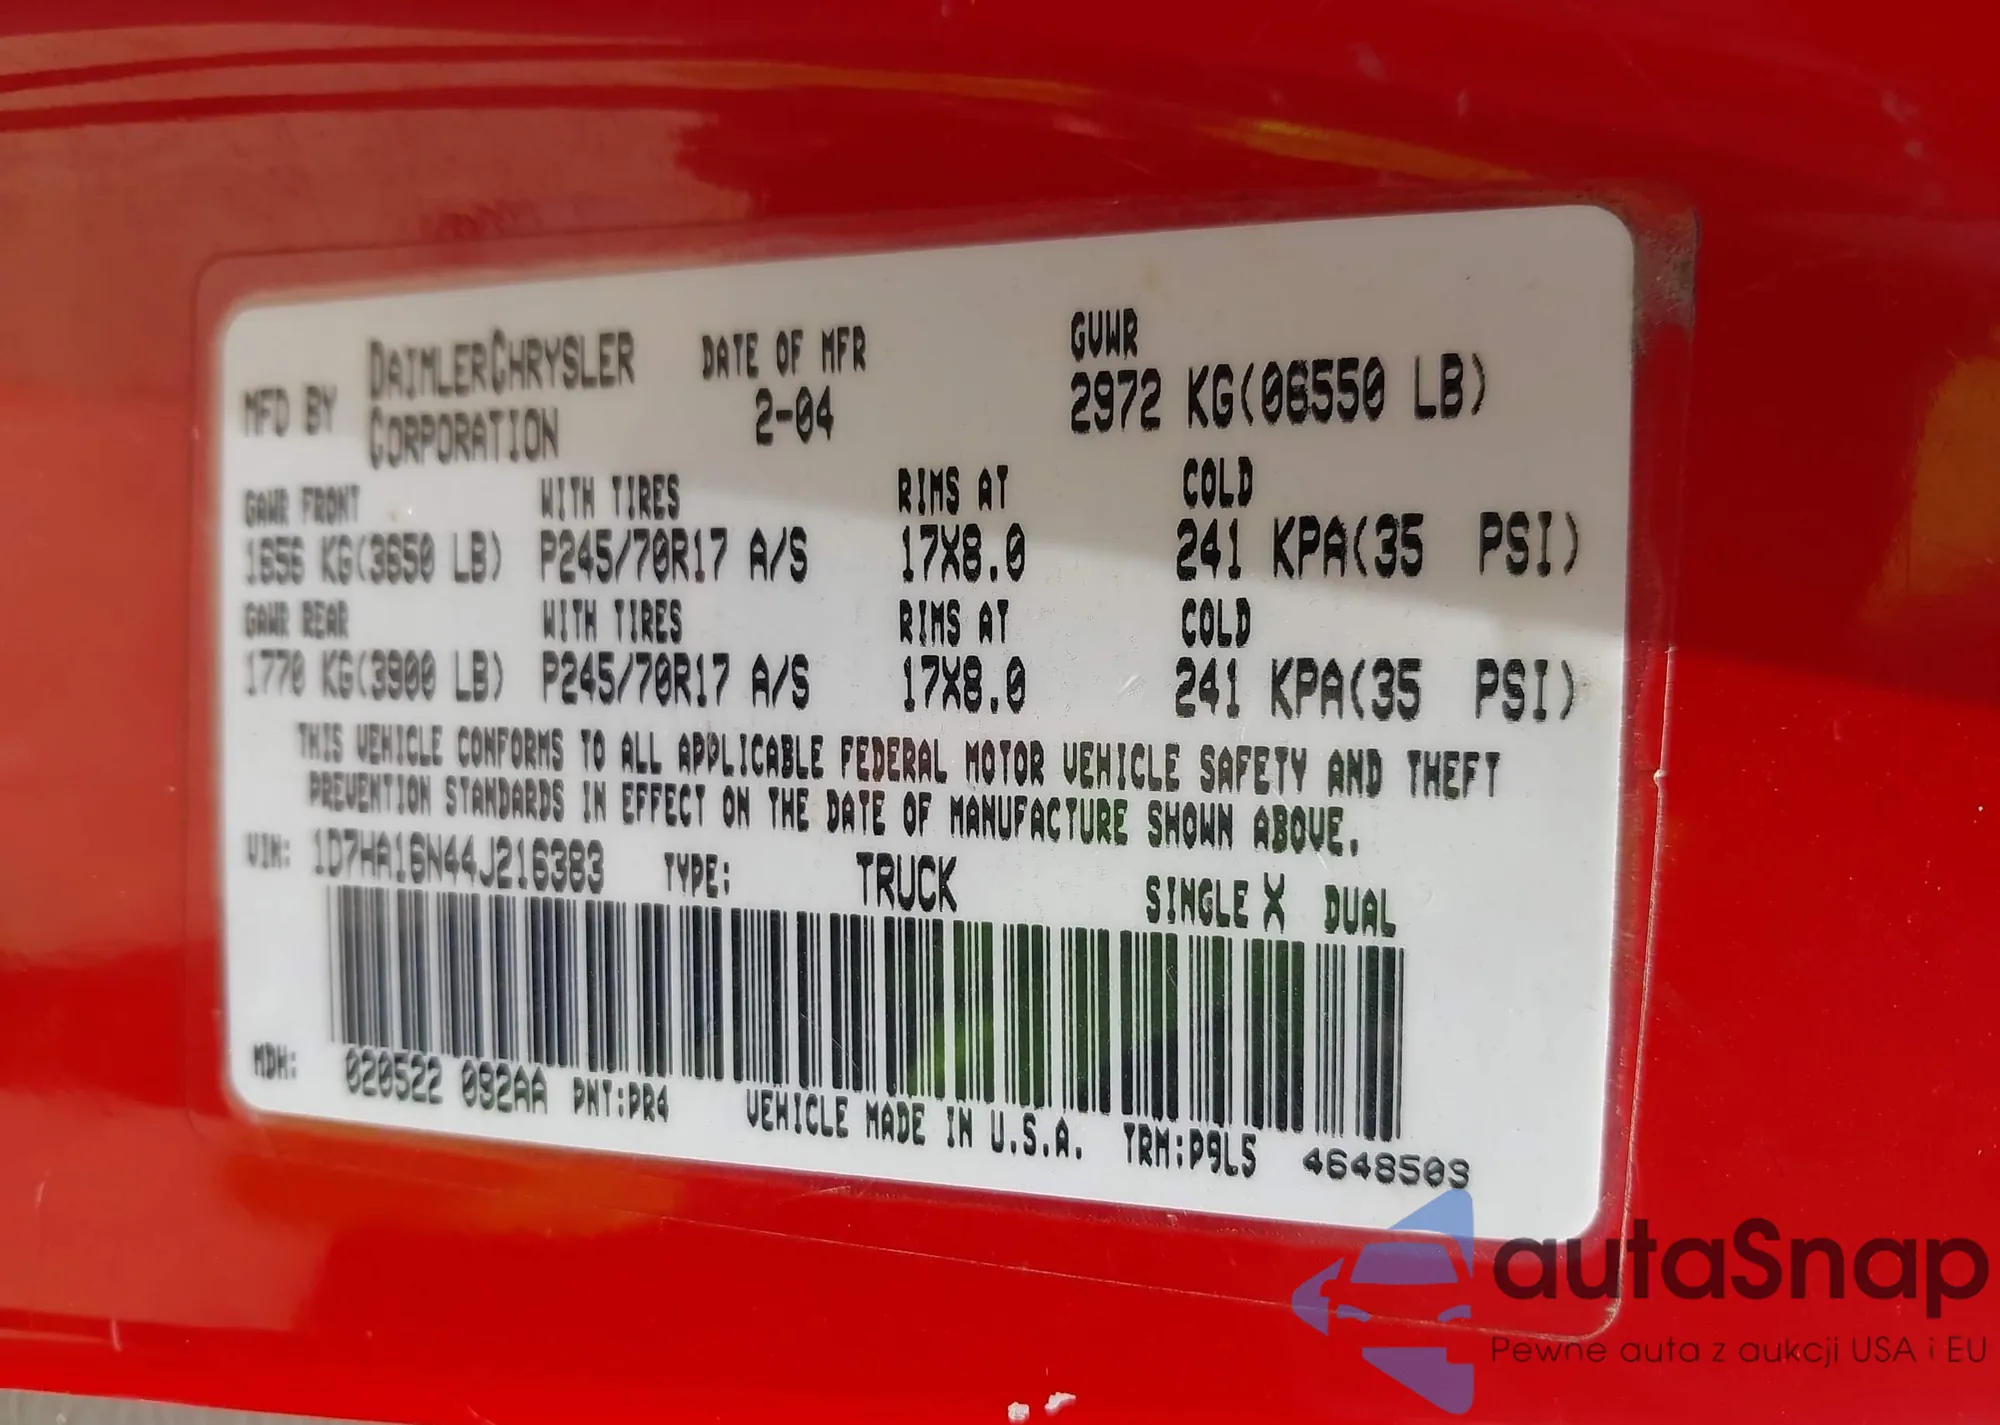 MFD BY DAIMLERCHRYSLER CORPORATION DATE OF MFR 2-04 GVWR 2972 KG(06550 LB)
GAWR FRONT WITH TIRES RIMS AT COLD
1656 KG(3650 LB) P245/70R17 A/S 17X8.0 241 KPA(35 PSI)
GAWR REAR WITH TIRES RIMS AT COLD
1770 KG(3900 LB) P245/70R17 A/S 17X8.0 241 KPA(35 PSI)
THIS VEHICLE CONFORMS TO ALL APPLICABLE FEDERAL MOTOR VEHICLE SAFETY AND THEFT
PREVENTION STANDARDS IN EFFECT ON THE DATE OF MANUFACTURE SHOWN ABOVE.
VIN: 1D7HA16N44J216383 TYPE: TRUCK SINGLE X DUAL
MDH: 020522 092AA PNT:PR4 VEHICLE MADE IN U.S.A. TRM:P9L5 4648503
autaSnap
Pewne auta z aukcji USA i EU